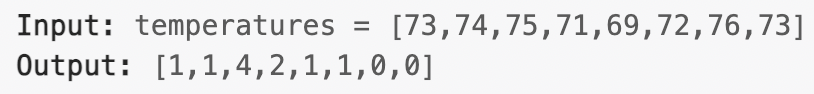 Input: temperatures = [73,74,75,71,69,72,76,73]
Output: [1,1,4,2,1,1,0,0]